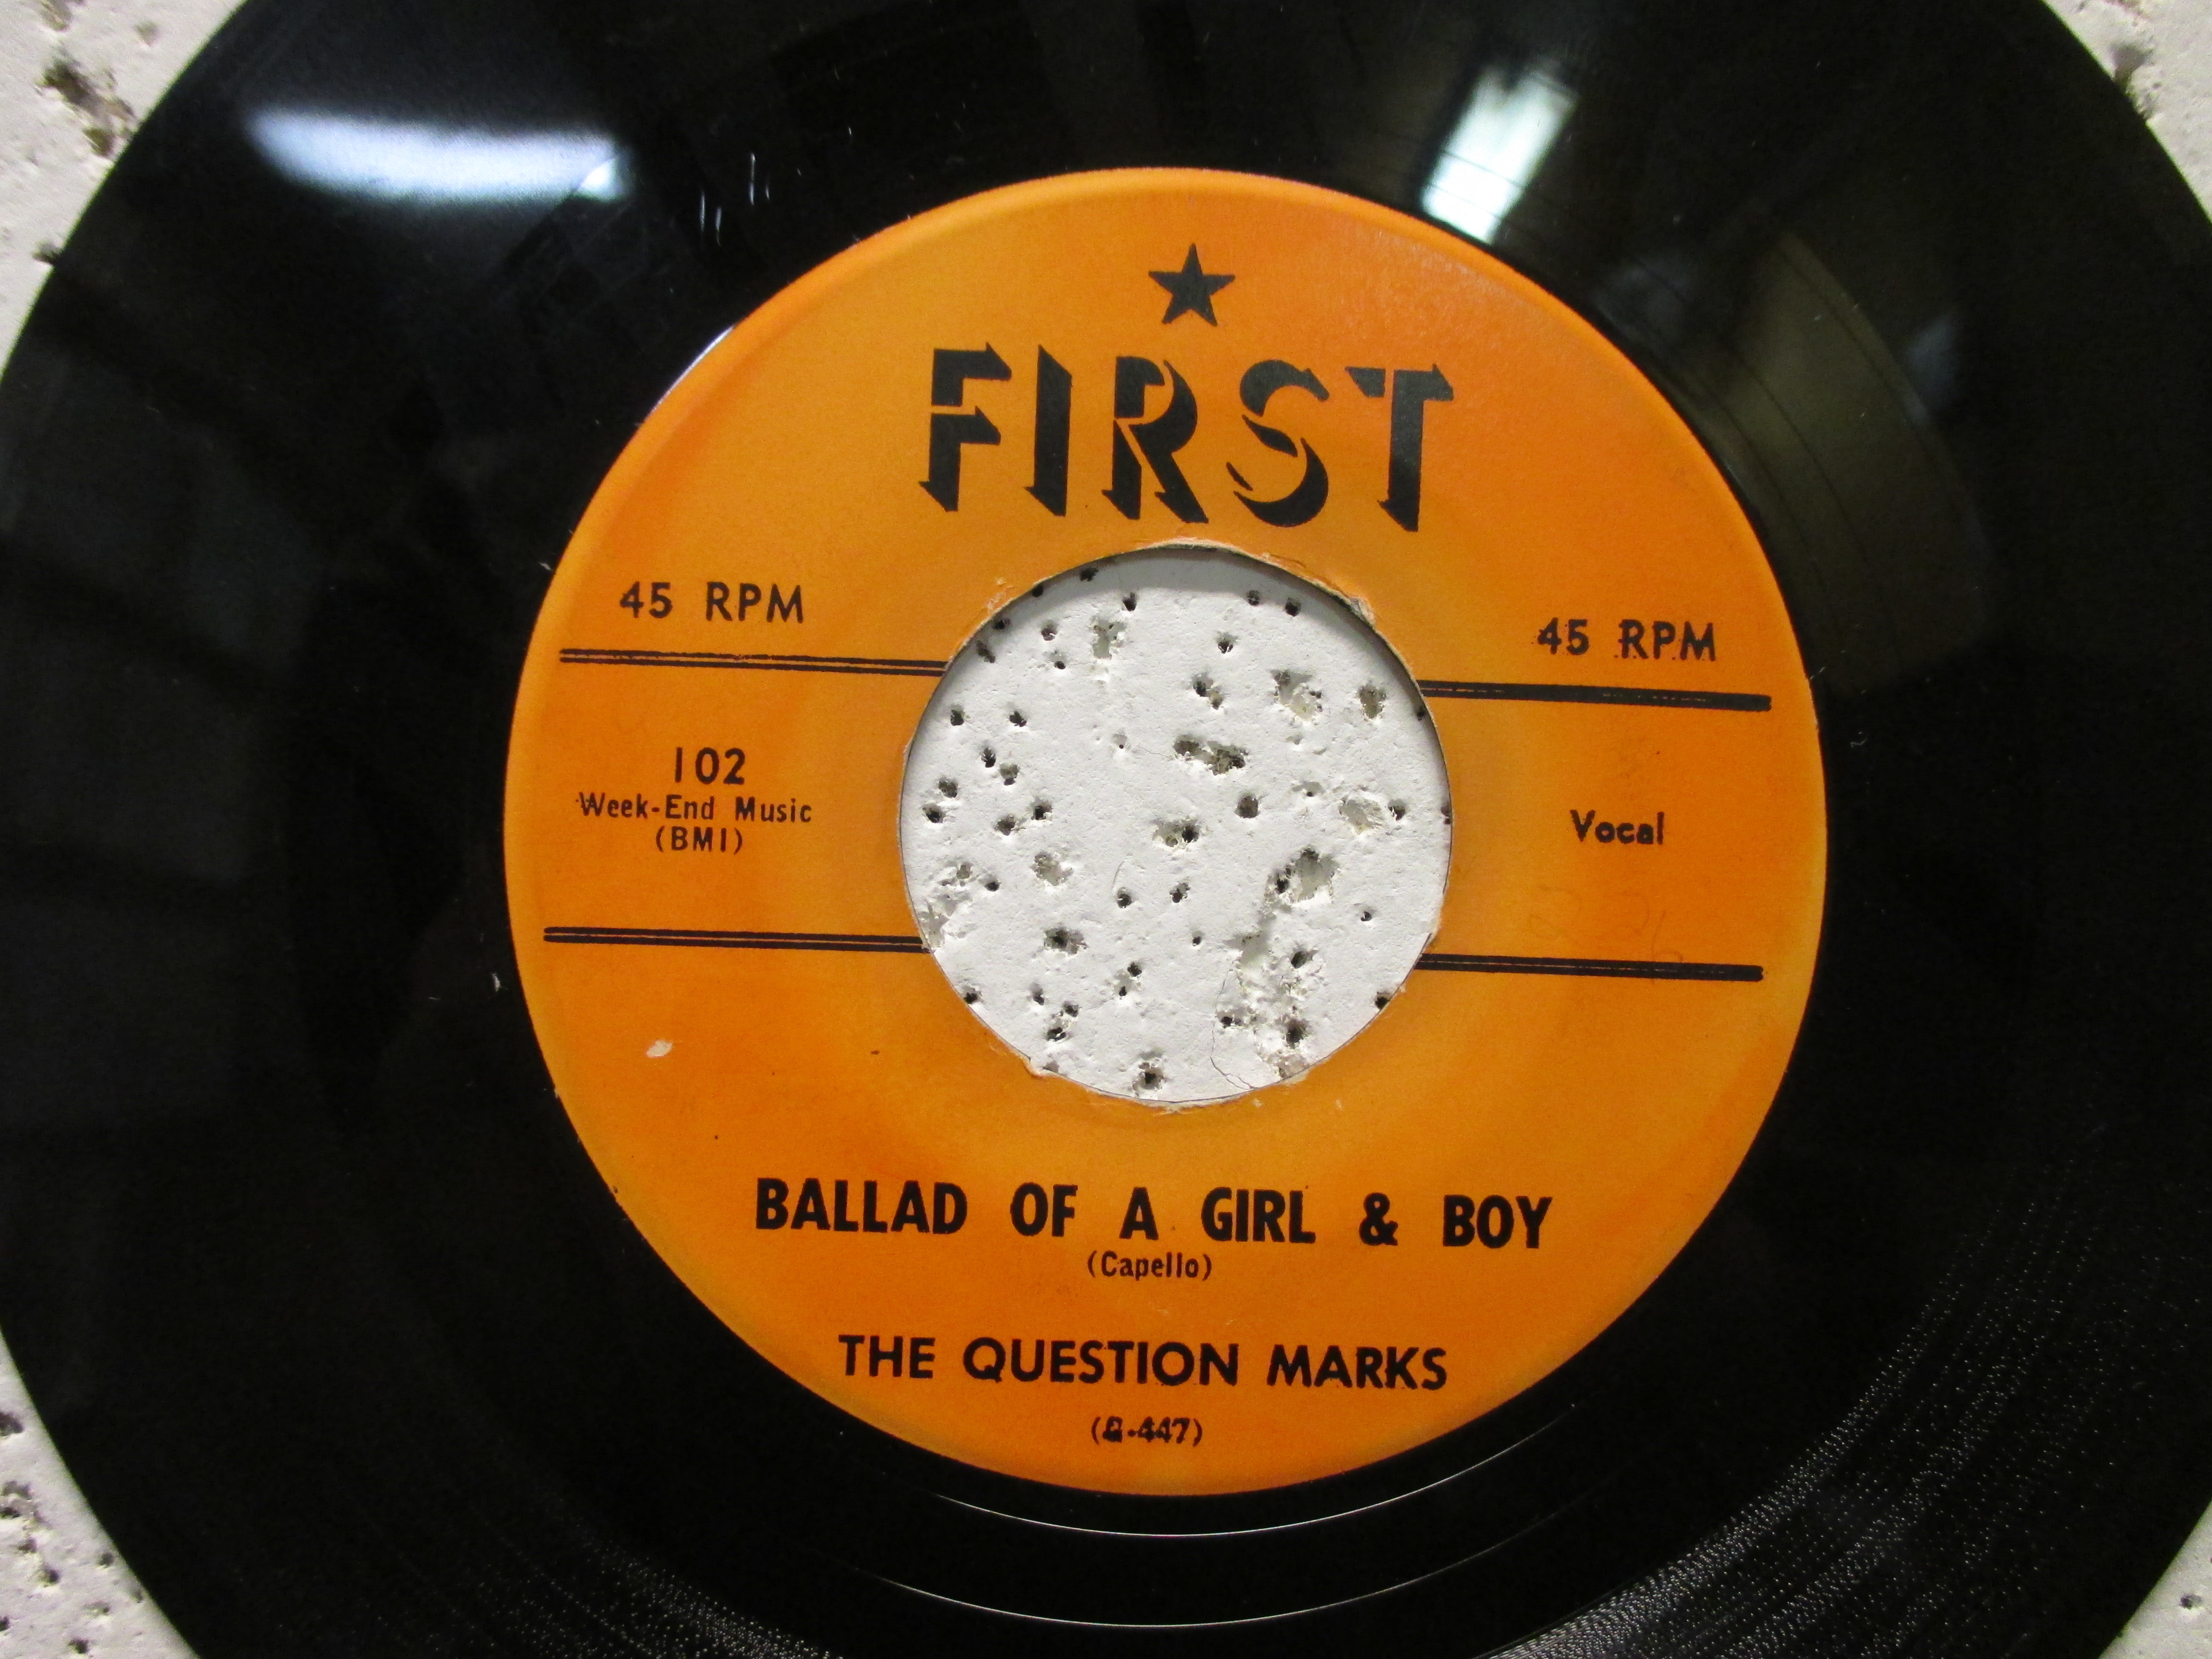 FIRST
45 RPM
45 RPM
102
Week-End Music
(BMI)
Vocal
BALLAD OF A GIRL & BOY
(Capello)
THE QUESTION MARKS